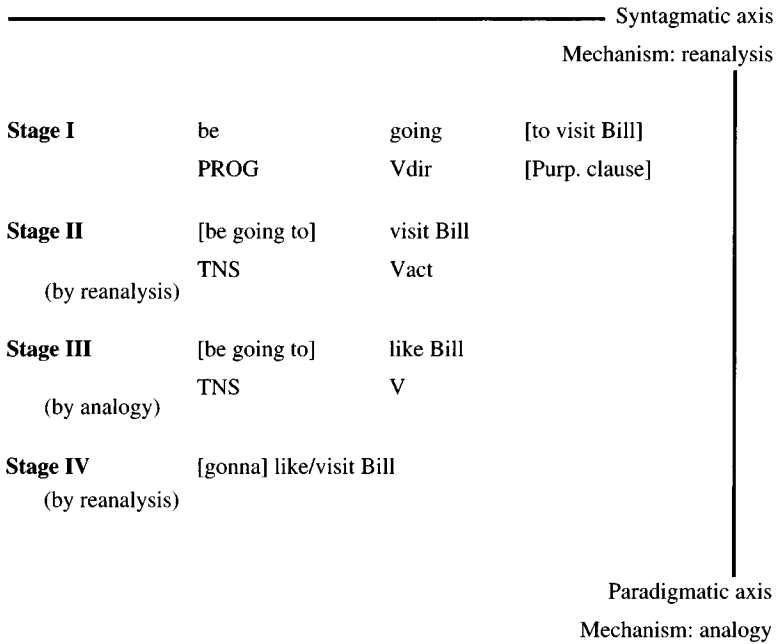 Syntagmatic axis
Mechanism: reanalysis
Stage I be going [to visit Bill]
PROG Vdir [Purp. clause]
Stage II [be going to] visit Bill
TNS Vact
(by reanalysis)
Stage III [be going to] like Bill
TNS V
(by analogy)
Stage IV [gonna] like/visit Bill
(by reanalysis)
Paradigmatic axis
Mechanism: analogy